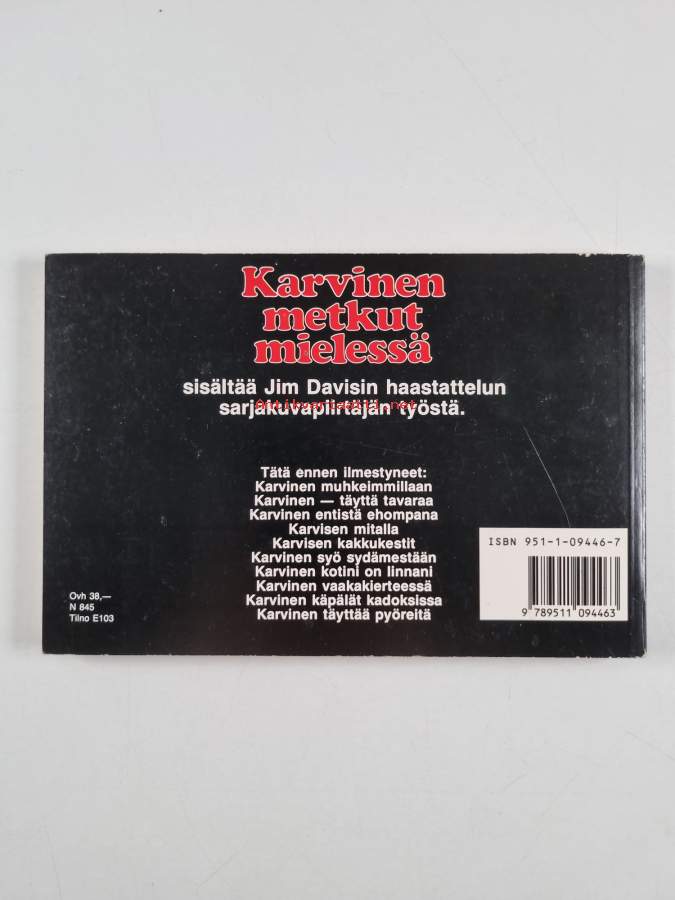 Karvinen
metkut
mielessä
sisältää Jim Davisin haastattelun
sarjakuvapiirtäjän työstä.
Antikvariaatti.net
Tätä ennen ilmestyneet:
Karvinen muhkeimmillaan
Karvinen — täyttä tavaraa
Karvinen entistä ehompana
Karvisen mitalla
Karvisen kakkukestit
Karvinen syö sydämestään
Karvinen kotini on linnani
Karvinen vaakakierteessä
Karvinen käpälät kadoksissa
Karvinen täyttää pyöreitä
Ovh 38,—
N 845
Tilno E103
ISBN 951-1-09446-7
9 789511 094463